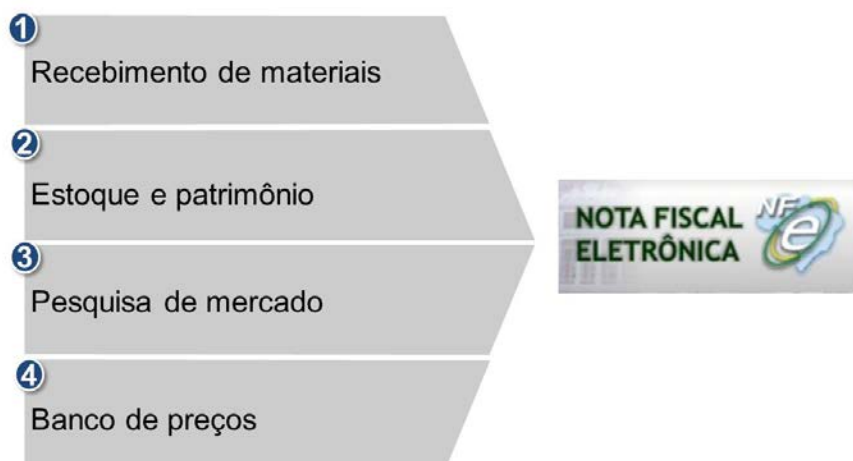 1
Recebimento de materiais
2
Estoque e patrimônio
3
Pesquisa de mercado
4
Banco de preços
NOTA FISCAL
ELETRÔNICA
NF
e